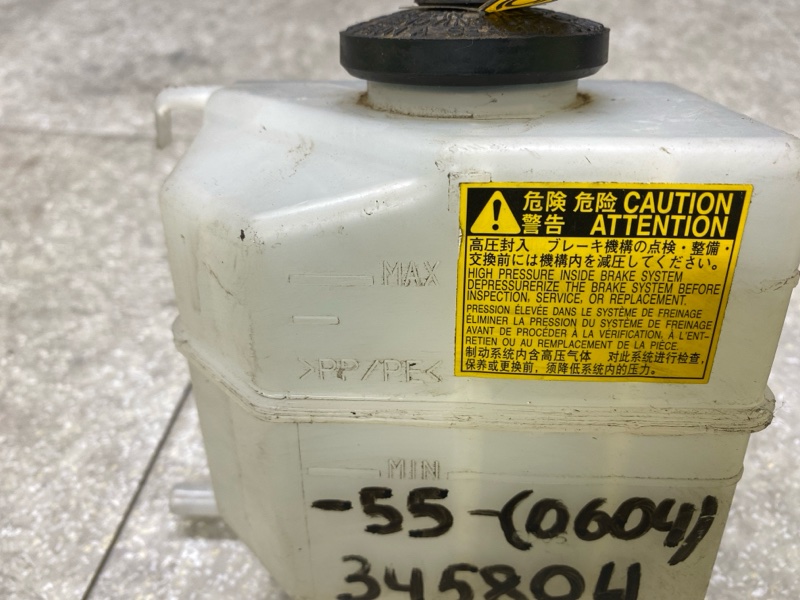 危険 危险 CAUTION
警告 ATTENTION
高圧封入 ブレーキ機構の点検・整備・
交換前には機構内を減圧してください。
HIGH PRESSURE INSIDE BRAKE SYSTEM
DEPRESSURERIZE THE BRAKE SYSTEM BEFORE
INSPECTION, SERVICE, OR REPLACEMENT.
PRESSION ÉLEVÉE DANS LE SYSTÉME DE FREINAGE
ÉLIMINER LA PRESSION DU SYSTÉME DE FREINAGE
AVANT DE PROCÉDER À LA VÉRIFICATION, À L'ENT-
RETIEN OU AU REMPLACEMENT DE LA PIÈCE.
制动系统内含高压气体 对此系统进行检查,
保养或更换前, 须降低系统内的压力。
MAX
>PP/PE<
MIN
-55-(0604)
345804